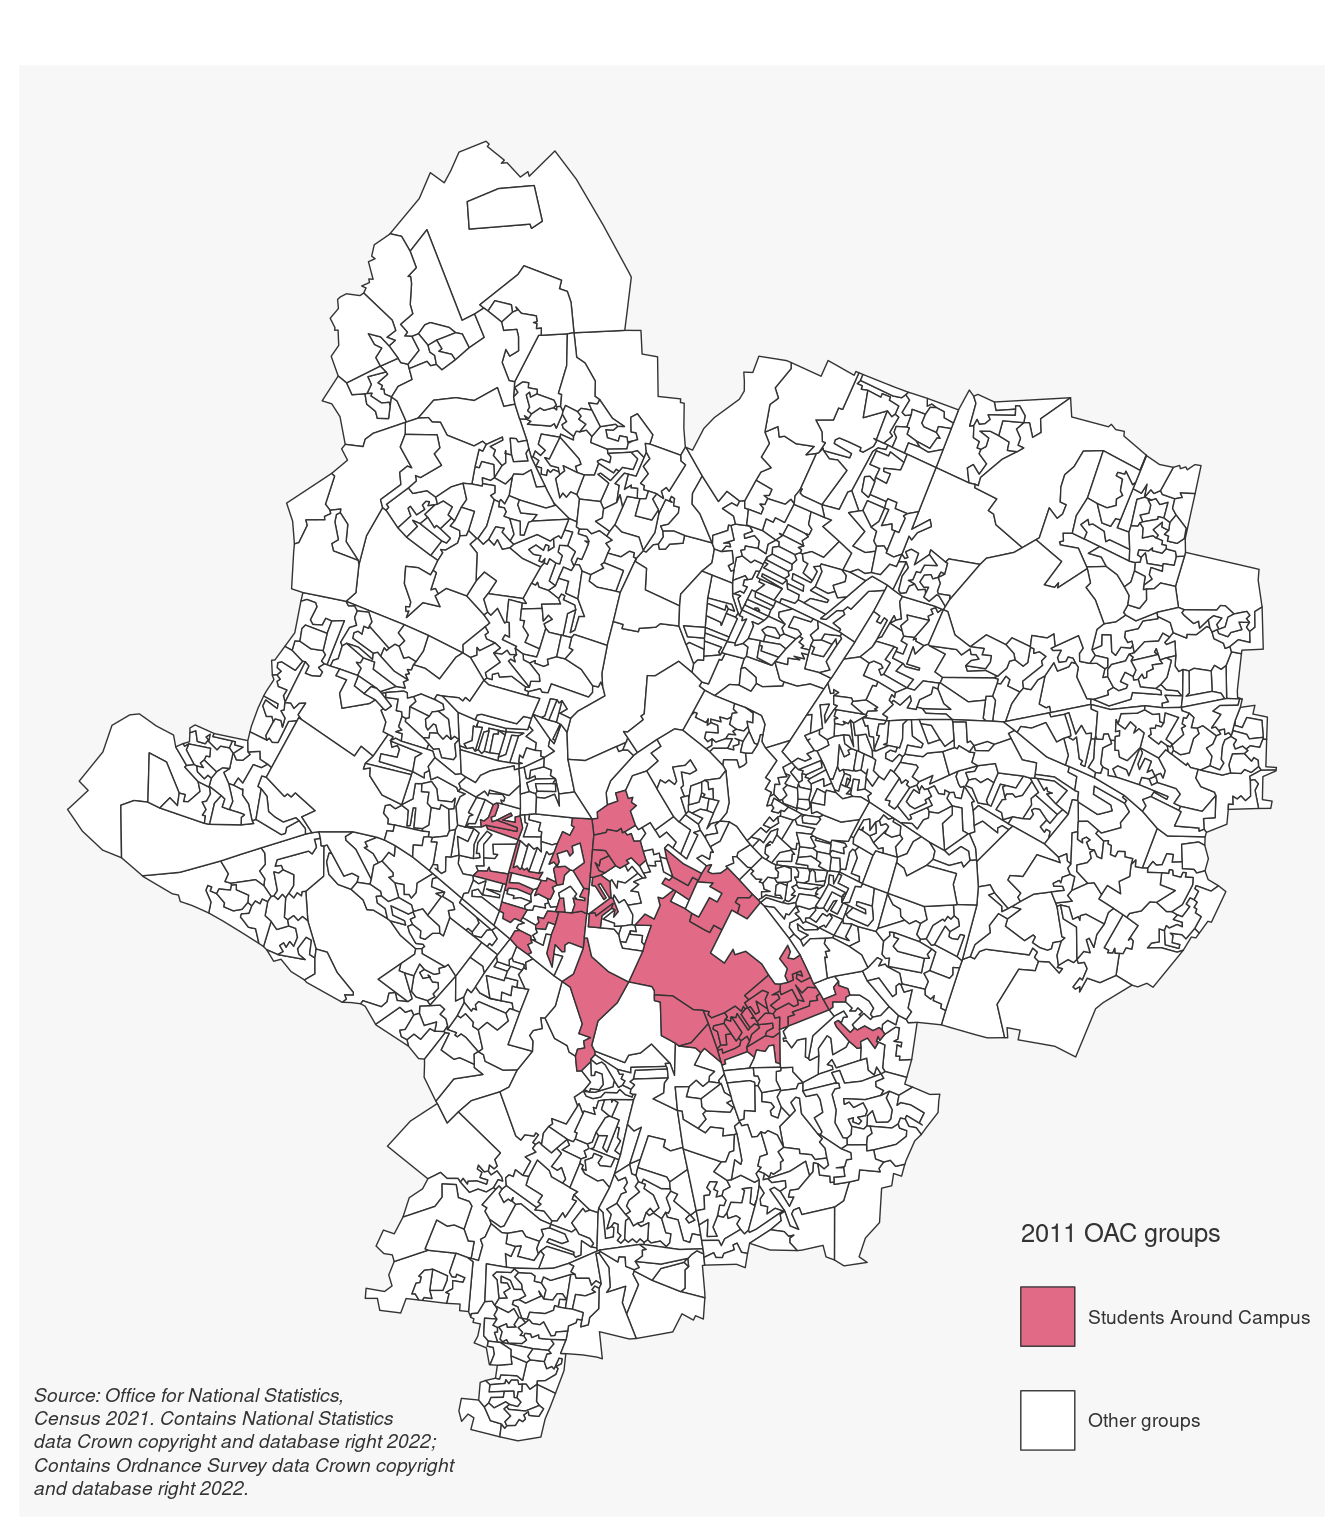 2011 OAC groups
Students Around Campus
Other groups
Source: Office for National Statistics,
Census 2021. Contains National Statistics
data Crown copyright and database right 2022;
Contains Ordnance Survey data Crown copyright
and database right 2022.